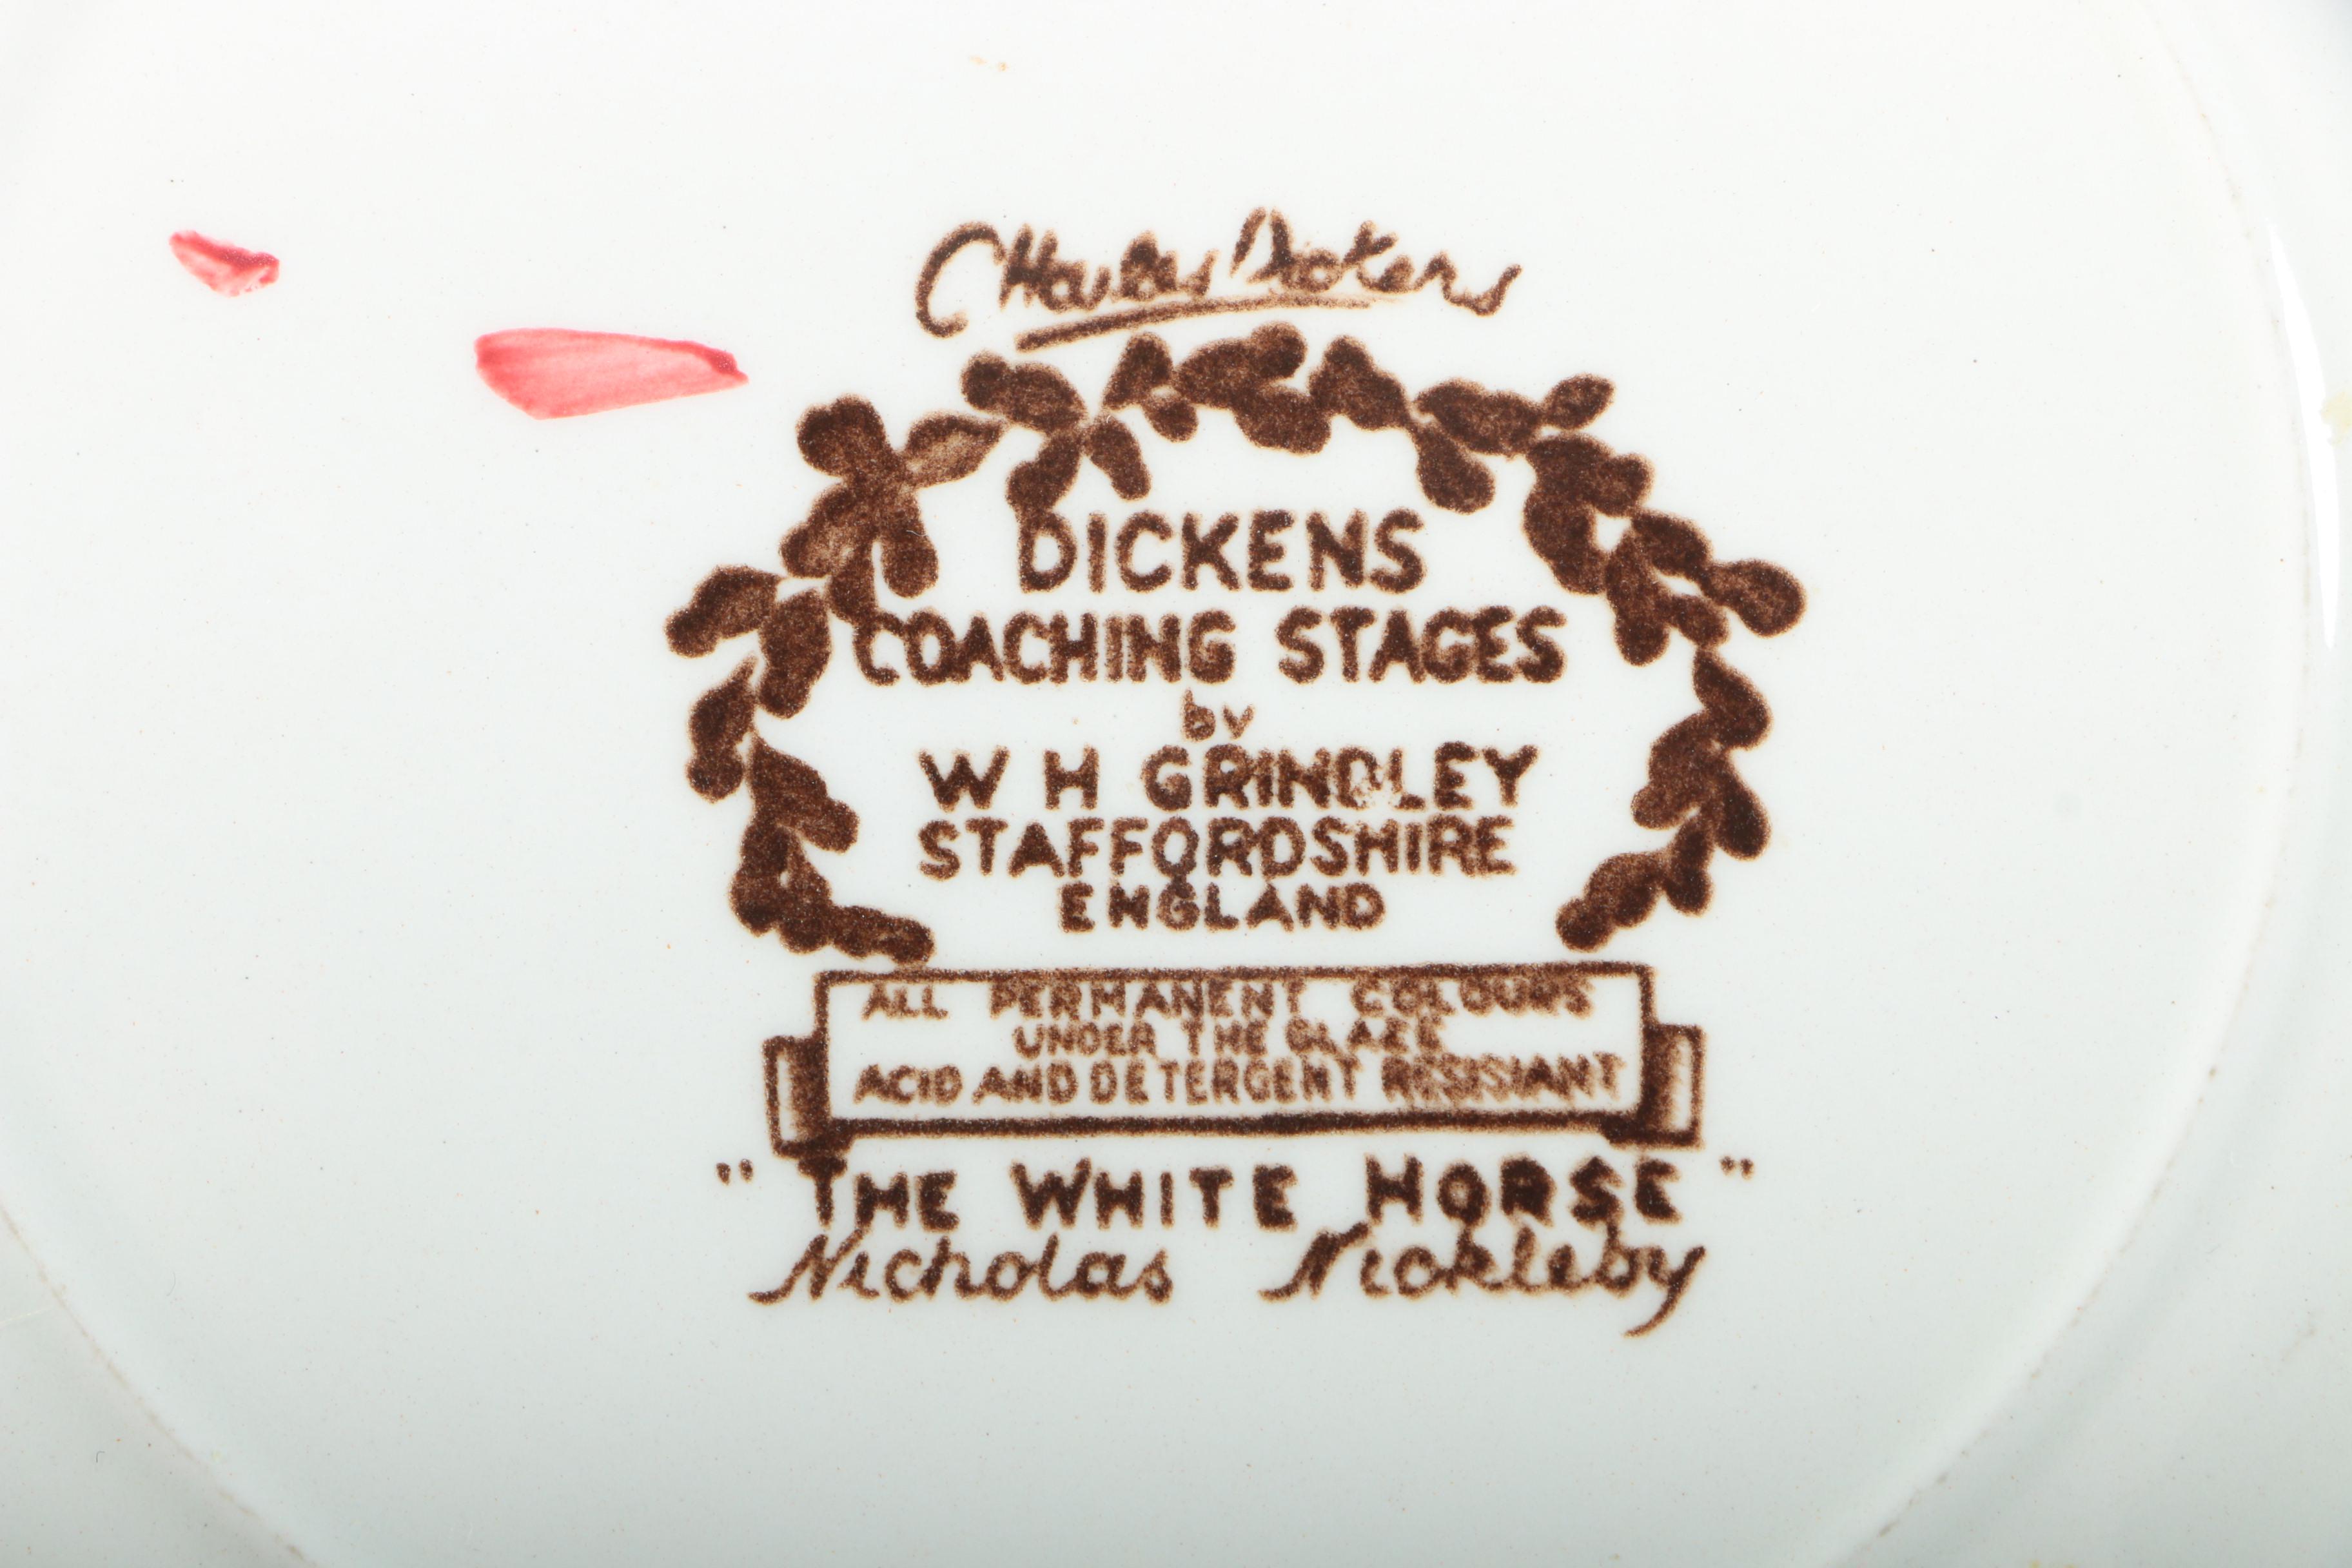 Charles Dickens
DICKENS
COACHING STAGES
by
W H GRINDLEY
STAFFORDSHIRE
ENGLAND
ALL PERMANENT COLOURS
UNDER THE GLAZE
ACID AND DETERGENT RESISTANT
"THE WHITE HORSE"
Nicholas Nickleby